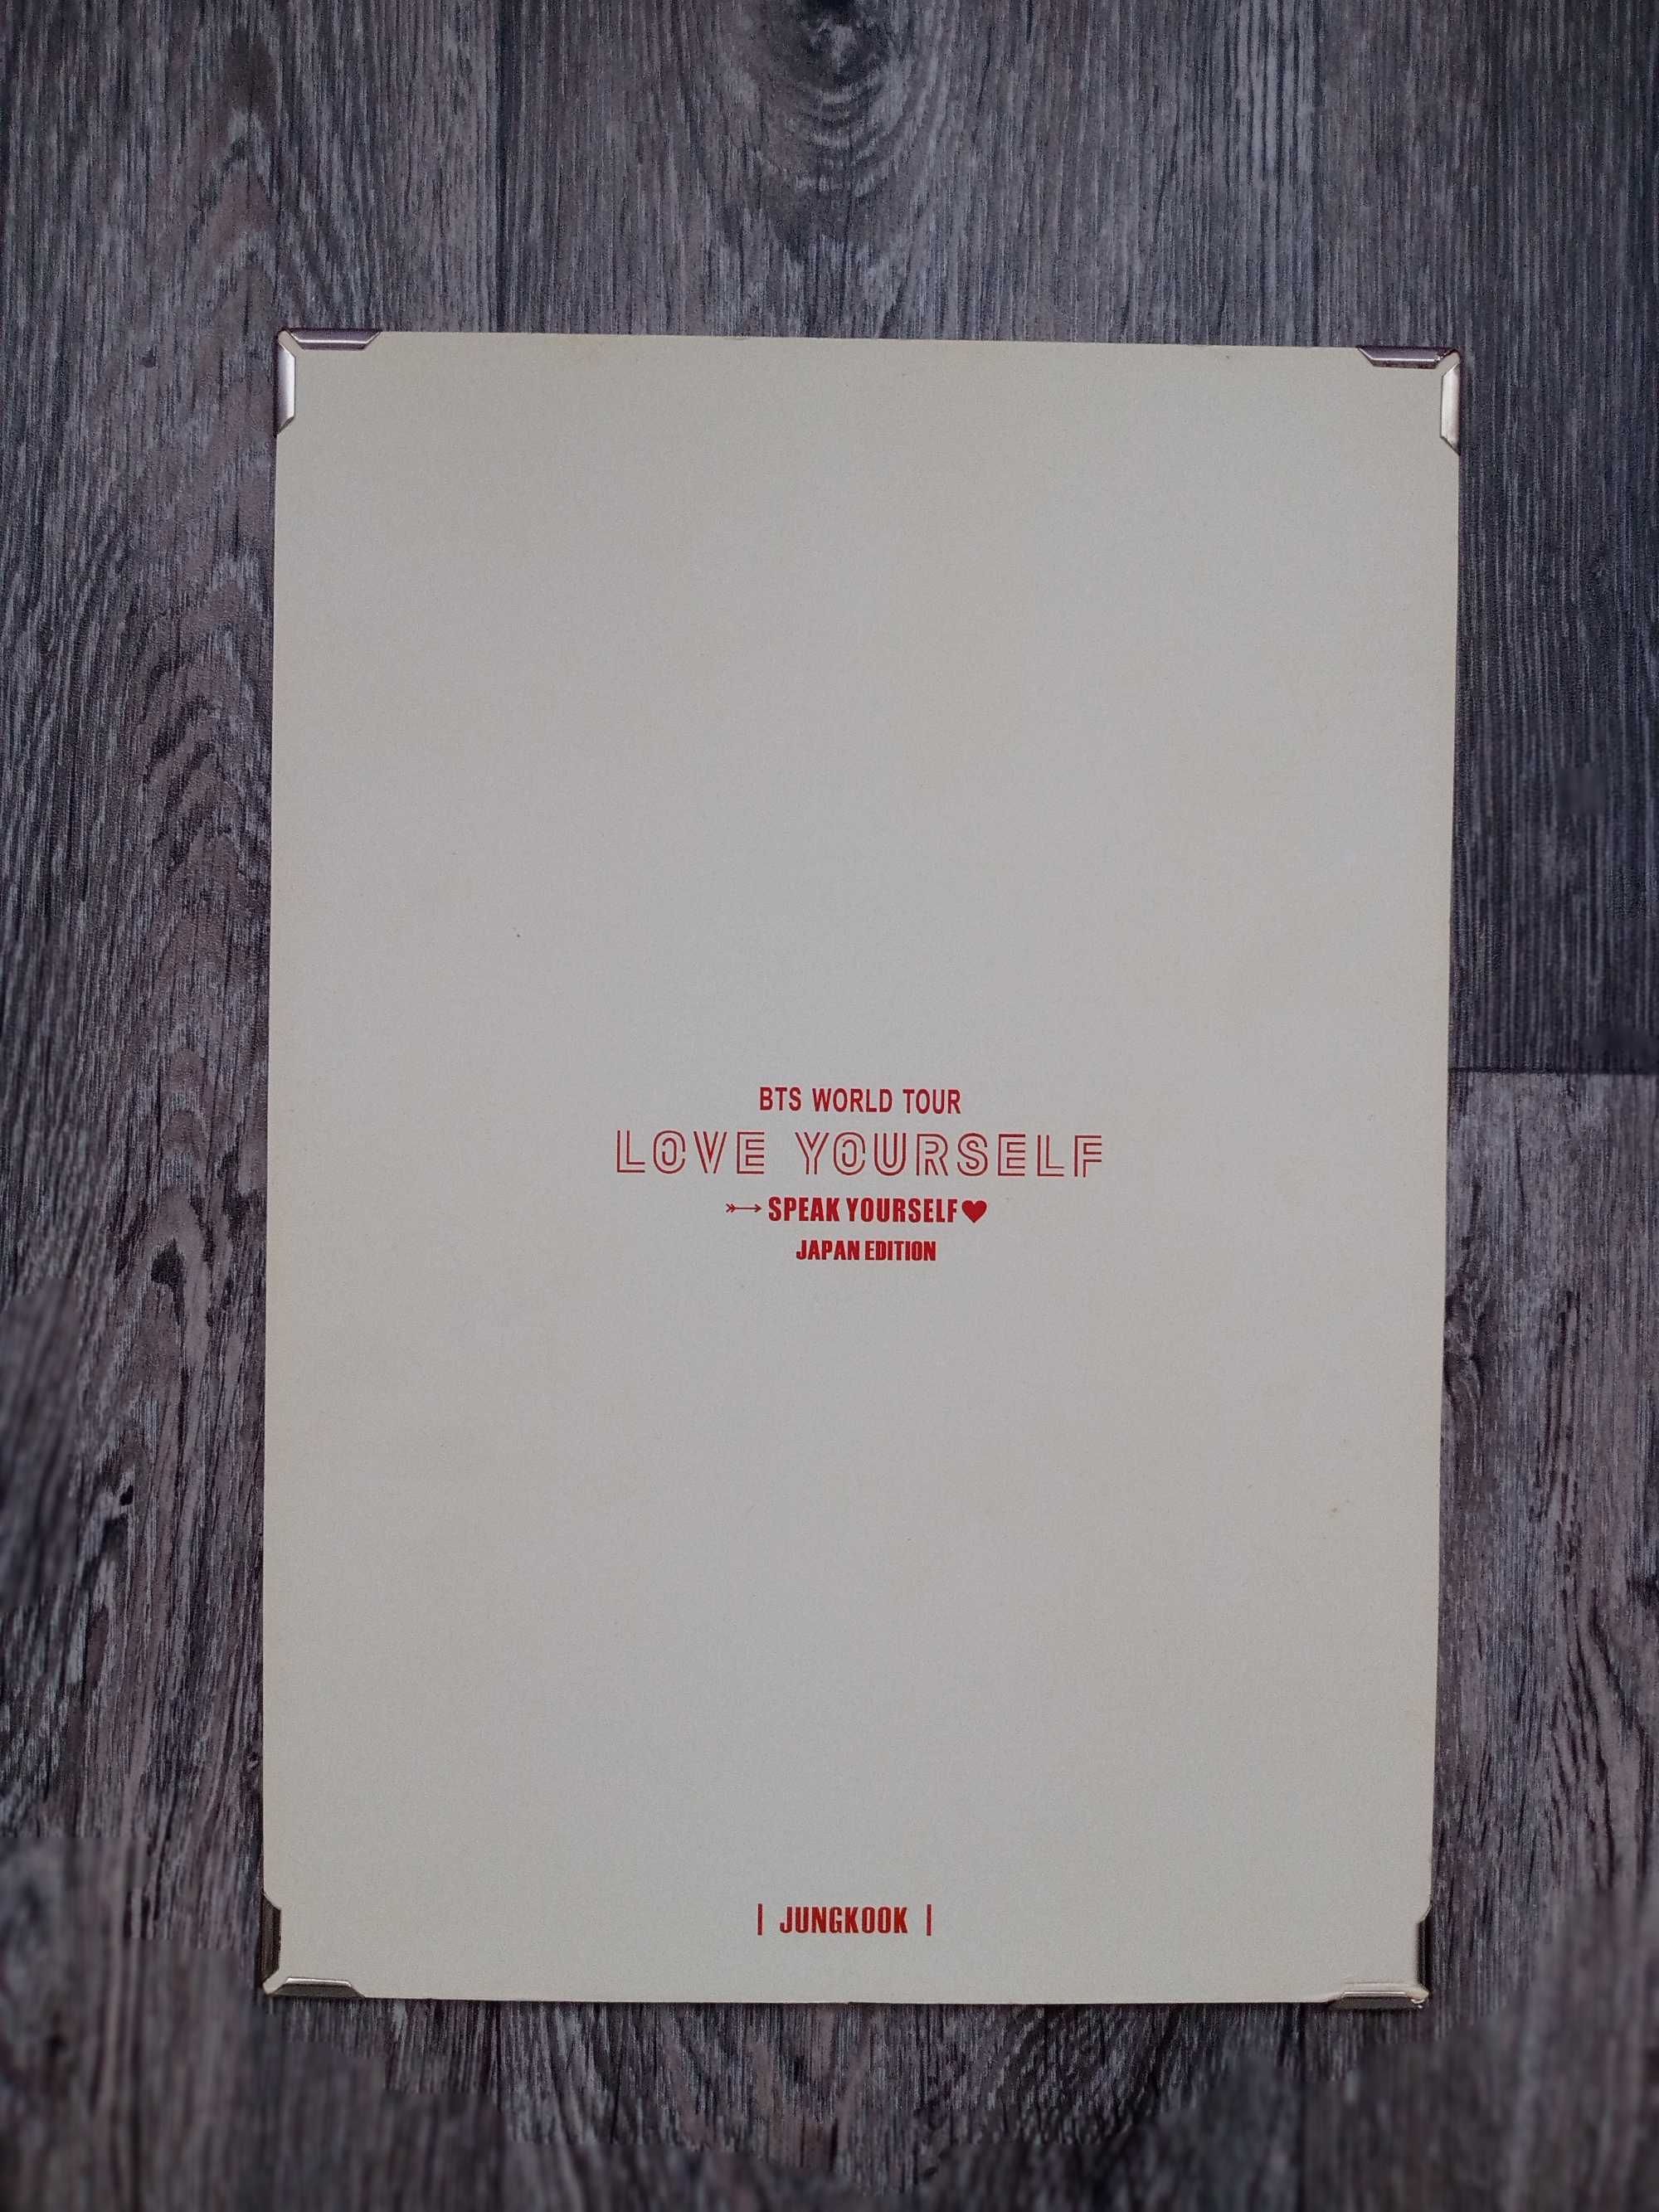 BTS WORLD TOUR
LOVE YOURSELF
SPEAK YOURSELF
JAPAN EDITION
| JUNGKOOK |